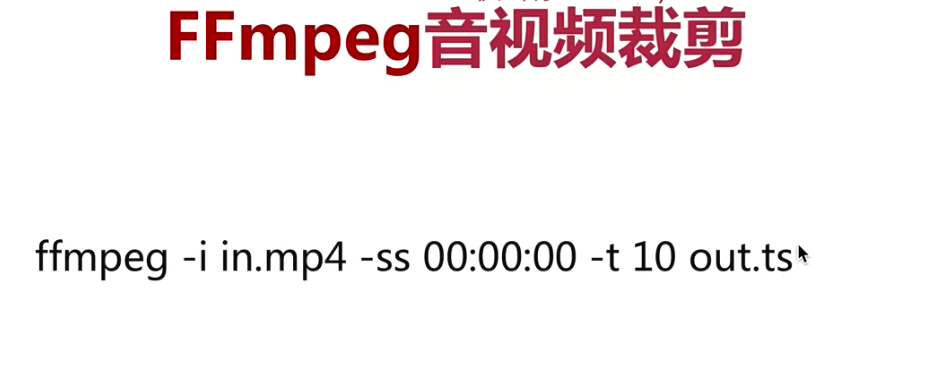 FFmpeg音视频裁剪
ffmpeg -i in.mp4 -ss 00:00:00 -t 10 out.ts